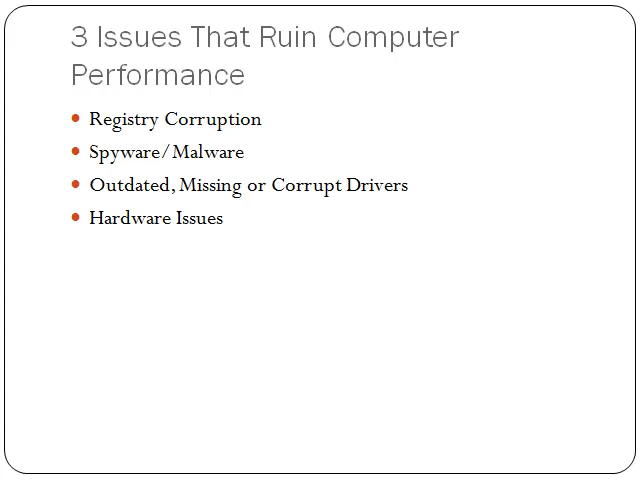 3 Issues That Ruin Computer
Performance
Registry Corruption
Spyware/Malware
Outdated, Missing or Corrupt Drivers
Hardware Issues